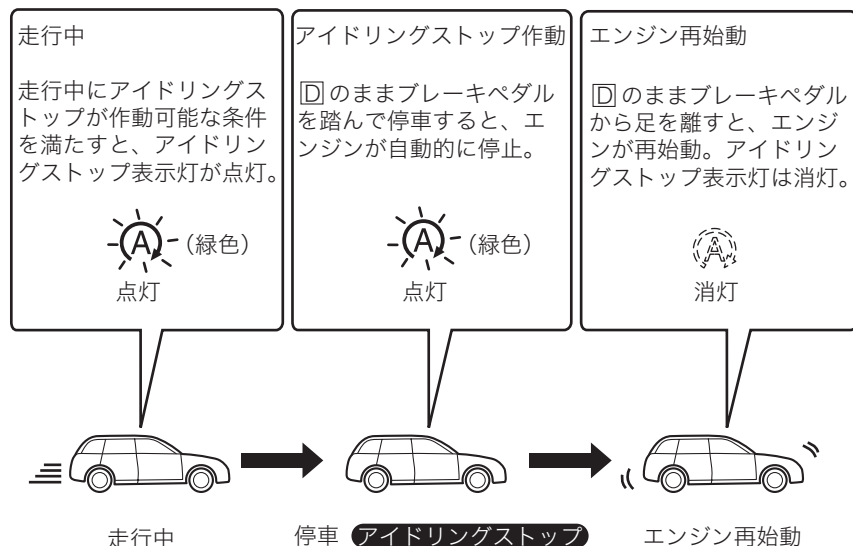 走行中
走行中にアイドリングス
トップが作動可能な条件
を満たすと、アイドリン
グストップ表示灯が点灯。
A（緑色）
点灯
アイドリングストップ作動
Dのままブレーキペダル
を踏んで停車すると、エ
ンジンが自動的に停止。
A（緑色）
点灯
エンジン再始動
Dのままブレーキペダル
から足を離すと、エンジ
ンが再始動。アイドリン
グストップ表示灯は消灯。
A
消灯
走行中
停車 アイドリングストップ
エンジン再始動